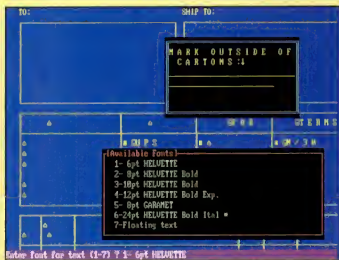 TO:
SHIP TO:
MARK OUTSIDE OF
CARTONS:↓
[Available Fonts]
1- 6pt HELVETTE
2- 8pt HELVETTE Bold
3-10pt HELVETTE Bold
4-12pt HELVETTE Bold Exp.
5- 8pt GARAMET
6-24pt HELVETTE Bold Ital
7-Floating text
Enter font for text (1-7) ? 1- 6pt HELVETTE